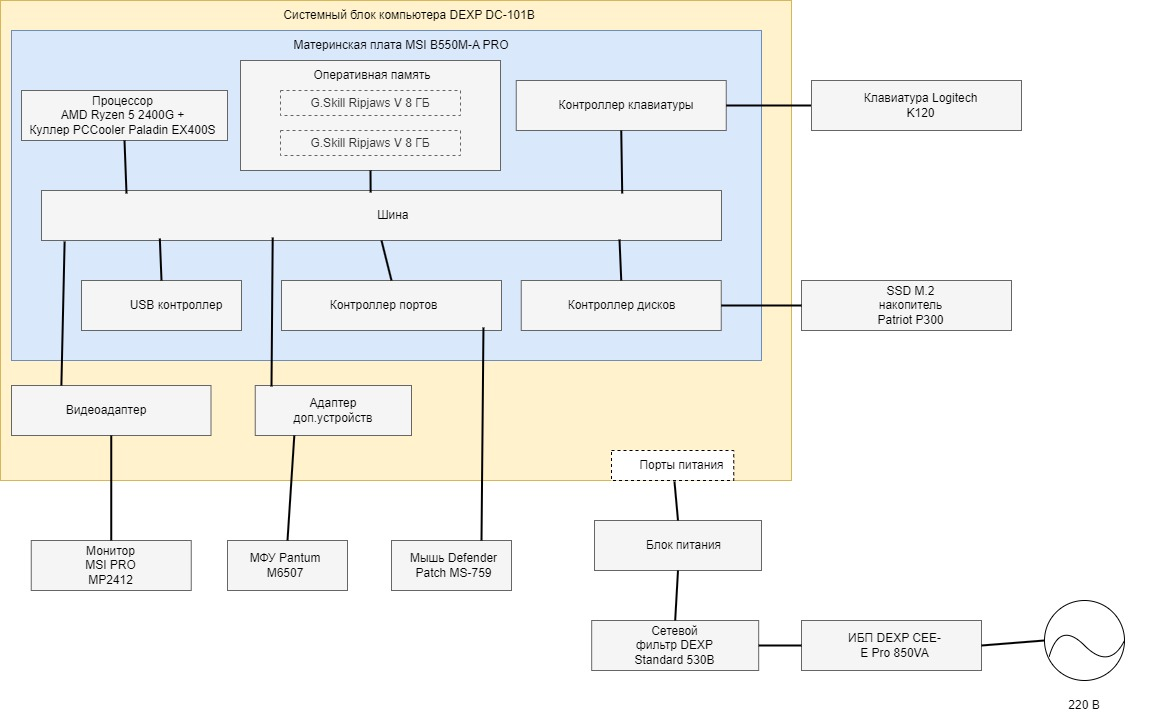 Системный блок компьютера DEXP DC-101B
Материнская плата MSI B550M-A PRO
Процессор
AMD Ryzen 5 2400G +
Куллер PCCooler Paladin EX400S
Оперативная память
G.Skill Ripjaws V 8 ГБ
G.Skill Ripjaws V 8 ГБ
Контроллер клавиатуры
Клавиатура Logitech
K120
Шина
USB контроллер
Контроллер портов
Контроллер дисков
SSD M.2
накопитель
Patriot P300
Видеоадаптер
Адаптер
доп.устройств
Порты питания
Монитор
MSI PRO
MP2412
МФУ Pantum
M6507
Мышь Defender
Patch MS-759
Блок питания
Сетевой
фильтр DEXP
Standard 530B
ИБП DEXP CEE-
E Pro 850VA
220 В